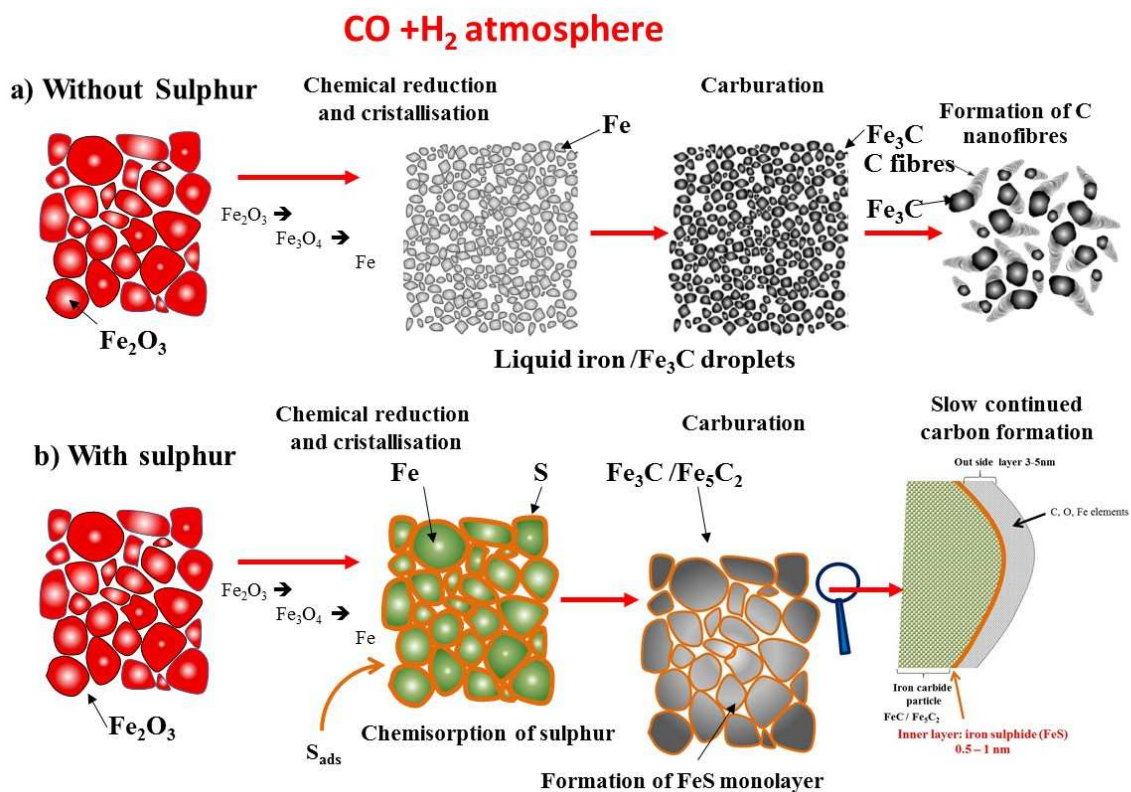 CO +H₂ atmosphere
a) Without Sulphur
Chemical reduction
and cristallisation
Carburation
Formation of C
nanofibres
Fe
Fe₃C
C fibres
Fe₃C
Fe₂O₃ ➔
Fe₃O₄ ➔
Fe
Fe₂O₃
Liquid iron /Fe₃C droplets
b) With sulphur
Chemical reduction
and cristallisation
Carburation
Slow continued
carbon formation
Fe
S
Fe₃C /Fe₅C₂
Out side layer 3-5nm
C, O, Fe elements
Fe₂O₃ ➔
Fe₃O₄ ➔
Fe
Fe₂O₃
S_ads
Chemisorption of sulphur
Formation of FeS monolayer
Iron carbide
particle
FeC / Fe₅C₂
Inner layer: iron sulphide (FeS)
0.5 – 1 nm